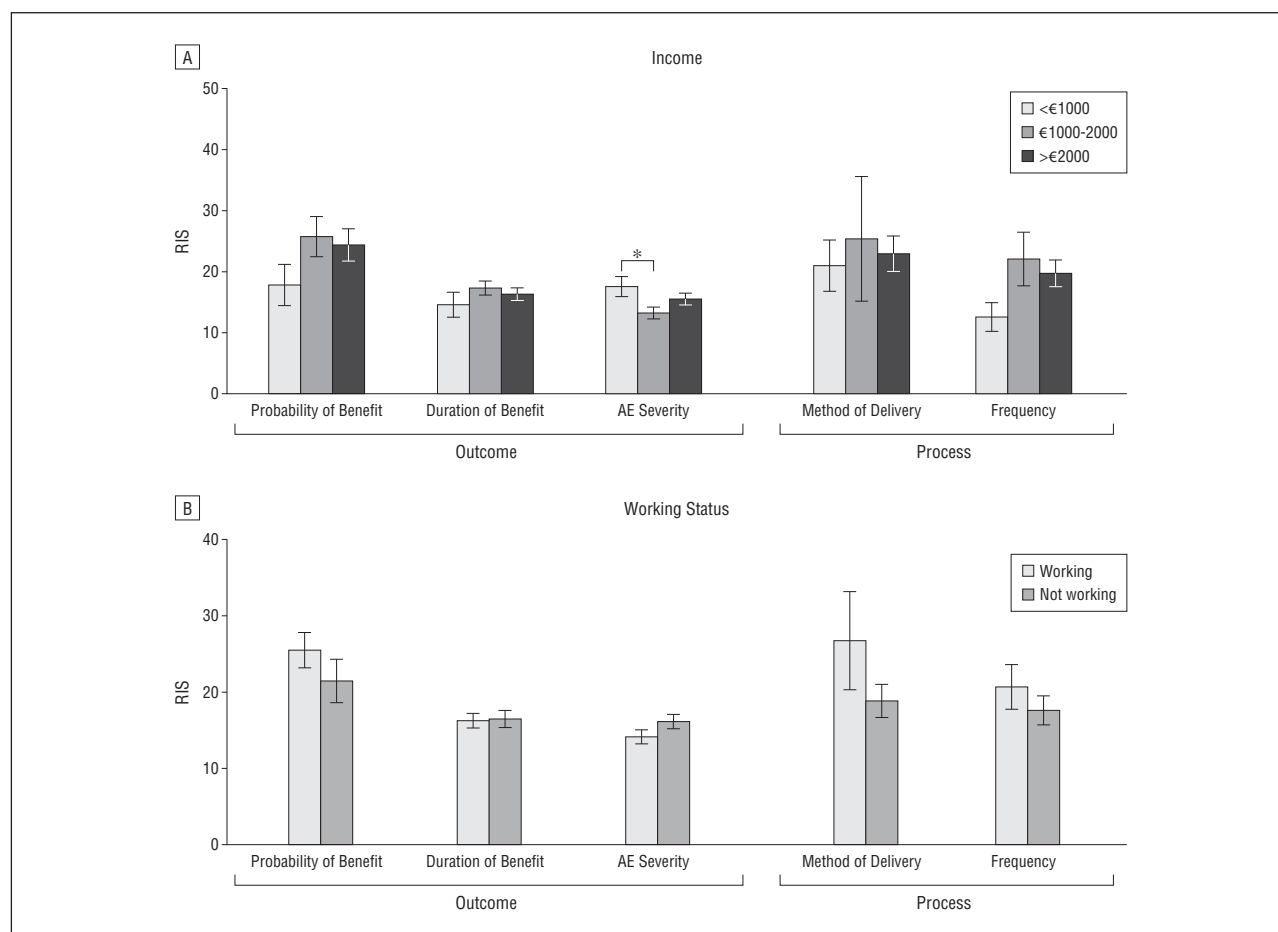 A
Income
50
40
30
20
10
0
RIS
<€1000
€1000-2000
>€2000
*
Probability of Benefit
Duration of Benefit
AE Severity
Method of Delivery
Frequency
Outcome
Process
B
Working Status
40
30
20
10
0
RIS
Working
Not working
Probability of Benefit
Duration of Benefit
AE Severity
Method of Delivery
Frequency
Outcome
Process